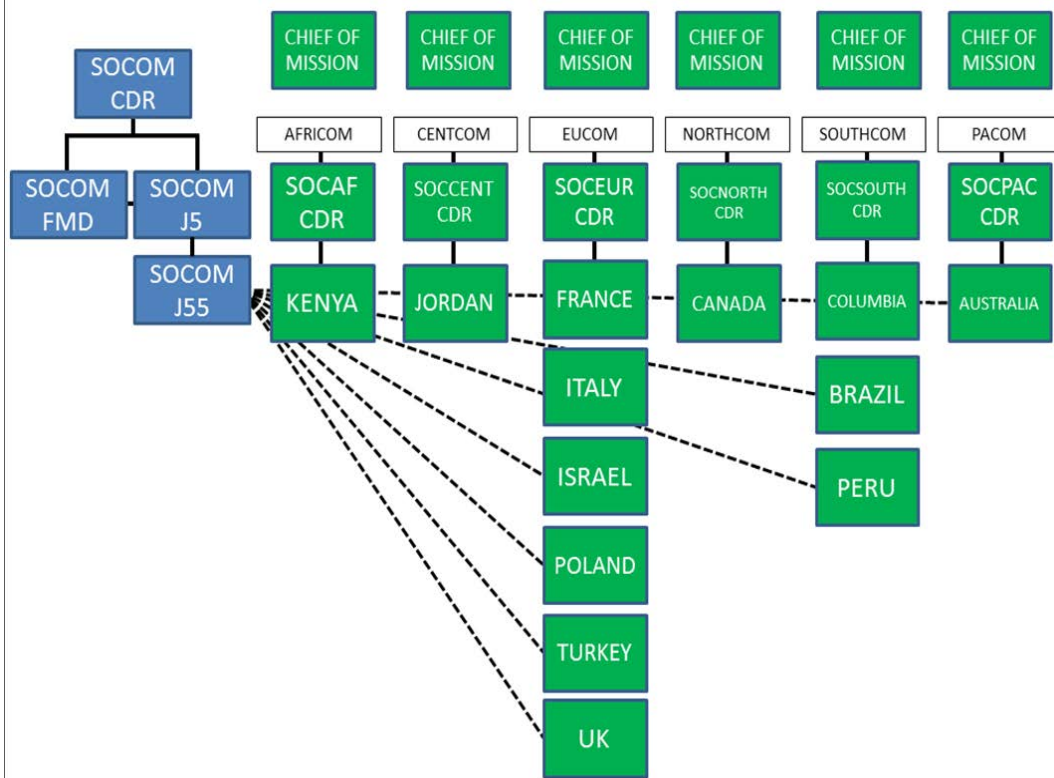 CHIEF OF
MISSION
CHIEF OF
MISSION
CHIEF OF
MISSION
CHIEF OF
MISSION
CHIEF OF
MISSION
CHIEF OF
MISSION
SOCOM
CDR
AFRICOM
CENTCOM
EUCOM
NORTHCOM
SOUTHCOM
PACOM
SOCOM
FMD
SOCOM
J5
SOCAF
CDR
SOCCENT
CDR
SOCEUR
CDR
SOCNORTH
CDR
SOCSOUTH
CDR
SOCPAC
CDR
SOCOM
J55
KENYA
JORDAN
FRANCE
CANADA
COLUMBIA
AUSTRALIA
ITALY
BRAZIL
ISRAEL
PERU
POLAND
TURKEY
UK